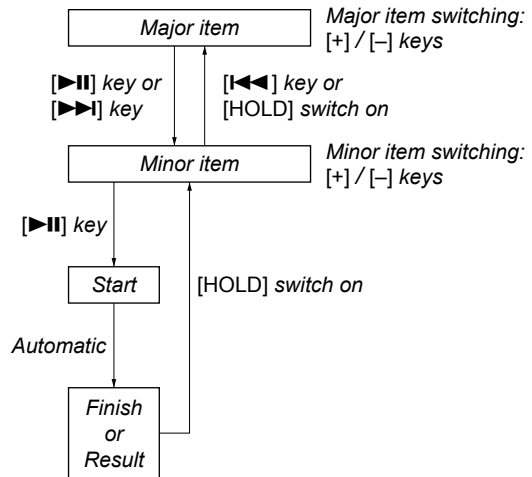 Major item
Major item switching:
[+] / [–] keys
[►II] key or
[►►I] key
[I◄◄] key or
[HOLD] switch on
Minor item
Minor item switching:
[+] / [–] keys
[►II] key
Start
[HOLD] switch on
Automatic
Finish
or
Result